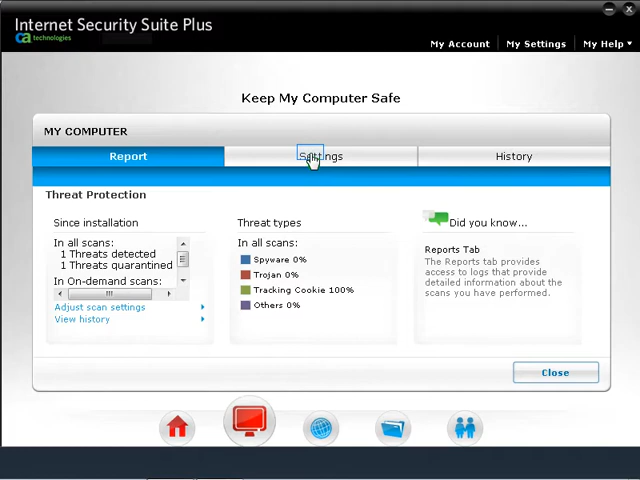 Internet Security Suite Plus
ca technologies
My Account
My Settings
My Help
Keep My Computer Safe
MY COMPUTER
Report
Settings
History
Threat Protection
Since installation
In all scans:
1 Threats detected
1 Threats quarantined
In On-demand scans:
Adjust scan settings
View history
Threat types
In all scans:
Spyware 0%
Trojan 0%
Tracking Cookie 100%
Others 0%
Did you know...
Reports Tab
The Reports tab provides
access to logs that provide
detailed information about the
scans you have performed.
Close